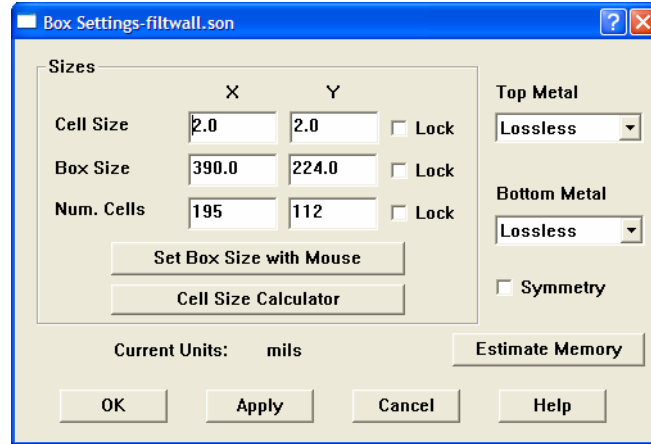 Box Settings-filtwall.son
Sizes
X Y
Cell Size 2.0 2.0 Lock
Box Size 390.0 224.0 Lock
Num. Cells 195 112 Lock
Set Box Size with Mouse
Cell Size Calculator
Top Metal
Lossless
Bottom Metal
Lossless
Symmetry
Current Units: mils
Estimate Memory
OK Apply Cancel Help